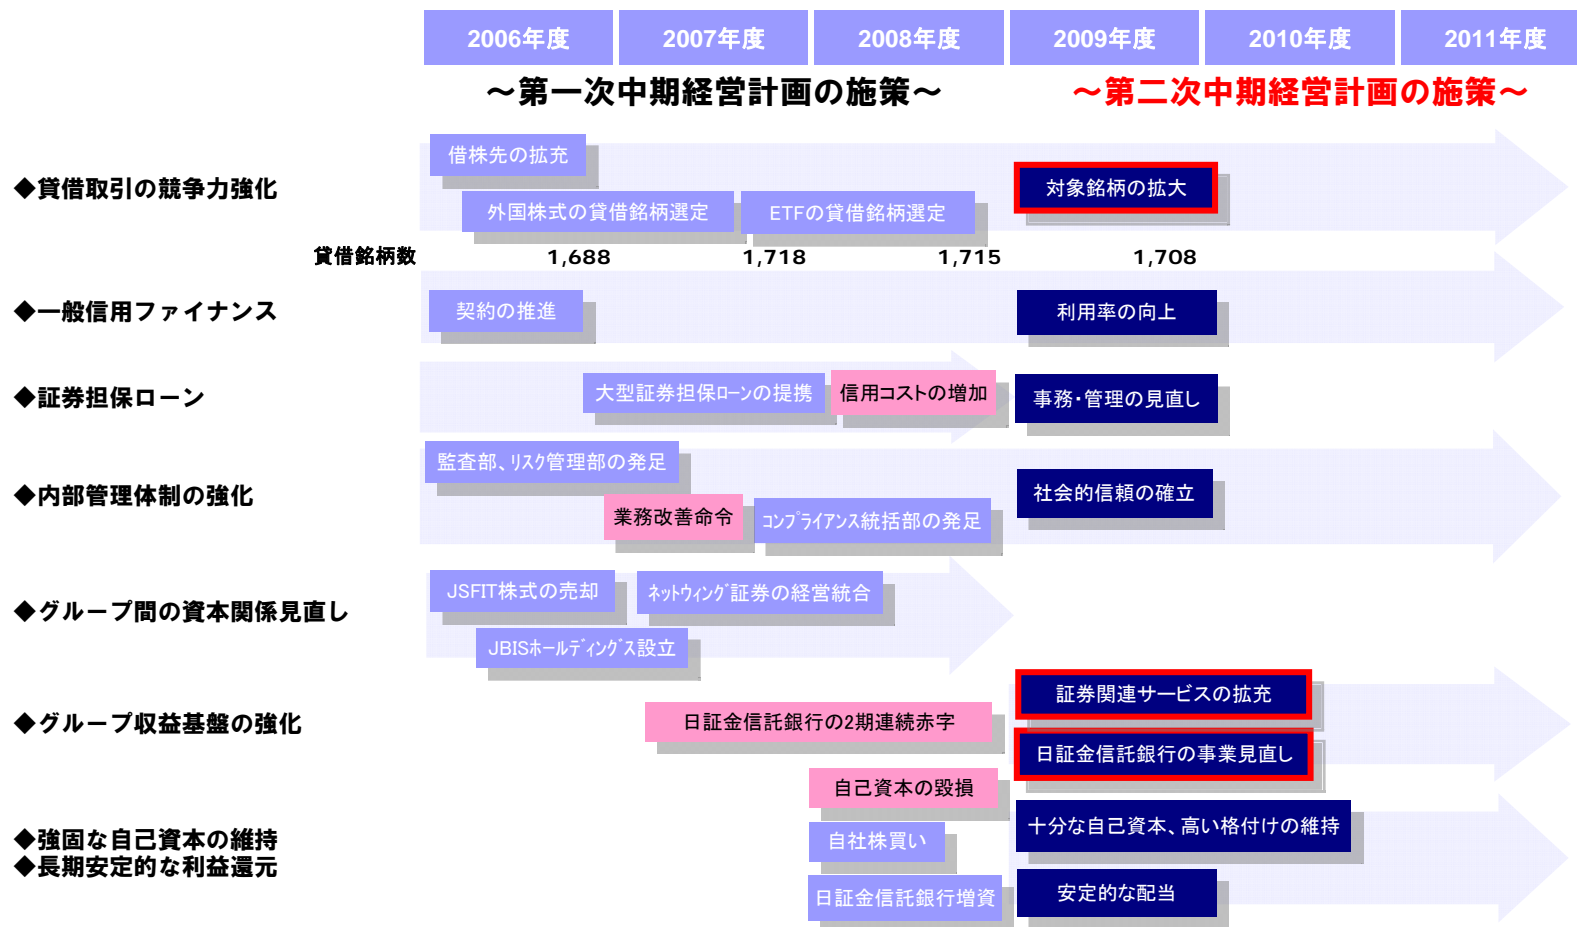 2006年度 2007年度 2008年度 2009年度 2010年度 2011年度
～第一次中期経営計画の施策～ ～第二次中期経営計画の施策～
◆貸借取引の競争力強化
借株先の拡充
外国株式の貸借銘柄選定
ETFの貸借銘柄選定
対象銘柄の拡大
貸借銘柄数 1,688 1,718 1,715 1,708
◆一般信用ファイナンス
契約の推進
利用率の向上
◆証券担保ローン
大型証券担保ﾛｰﾝの提携
信用コストの増加
事務・管理の見直し
◆内部管理体制の強化
監査部、ﾘｽｸ管理部の発足
業務改善命令
ｺﾝﾌﾟﾗｲｱﾝｽ統括部の発足
社会的信頼の確立
◆グループ間の資本関係見直し
JSFIT株式の売却
ﾈｯﾄｳｨﾝｸﾞ証券の経営統合
JBISﾎｰﾙﾃﾞｨﾝｸﾞｽ設立
◆グループ収益基盤の強化
日証金信託銀行の2期連続赤字
証券関連サービスの拡充
日証金信託銀行の事業見直し
◆強固な自己資本の維持
◆長期安定的な利益還元
自己資本の毀損
自社株買い
日証金信託銀行増資
十分な自己資本、高い格付けの維持
安定的な配当